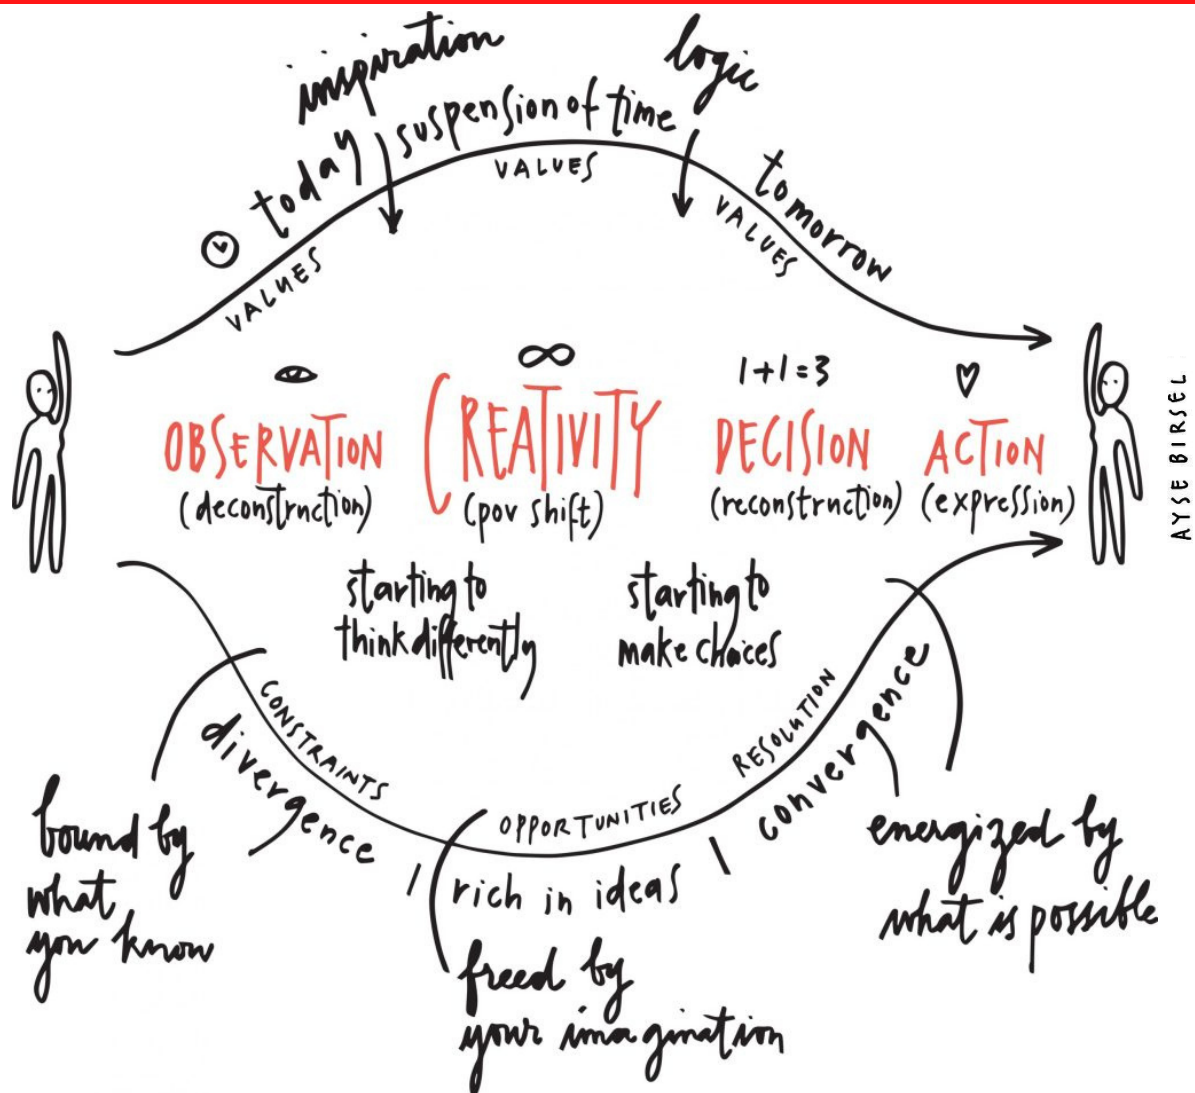 inspiration
logic
today
suspension of time
tomorrow
VALUES
VALUES
VALUES
1+1=3
OBSERVATION
(deconstruction)
CREATIVITY
(pov shift)
DECISION
(reconstruction)
ACTION
(expression)
AYSE BIRSEL
starting to
think differently
starting to
make choices
CONSTRAINTS
OPPORTUNITIES
RESOLUTION
divergence
rich in ideas
convergence
bound by
what
you know
freed by
your imagination
energized by
what is possible